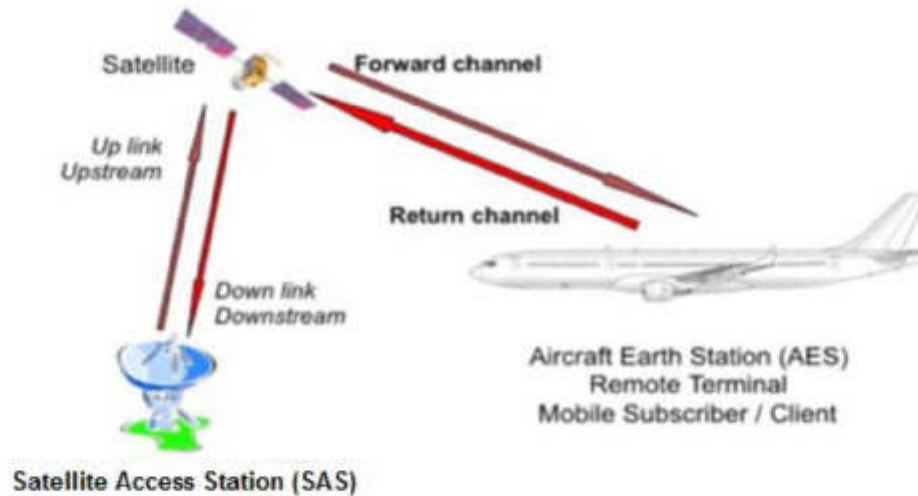 Satellite
Forward channel
Up link
Upstream
Return channel
Down link
Downstream
Aircraft Earth Station (AES)
Remote Terminal
Mobile Subscriber / Client
Satellite Access Station (SAS)